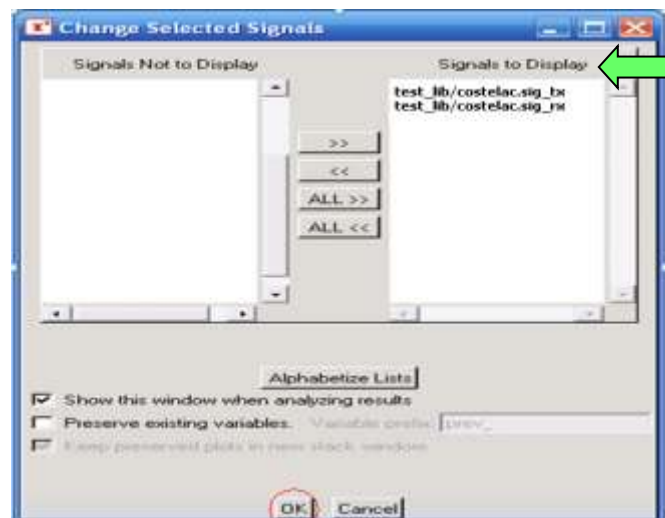 Change Selected Signals
Signals Not to Display
Signals to Display
test_lib/costelac.sig_tx
test_lib/costelac.sig_rx
>>
<<
ALL >>
ALL <<
Alphabetize Lists
Show this window when analyzing results
Preserve existing variables. Variable prefix: prev_
Keep preserved plots in new stack window
OK Cancel